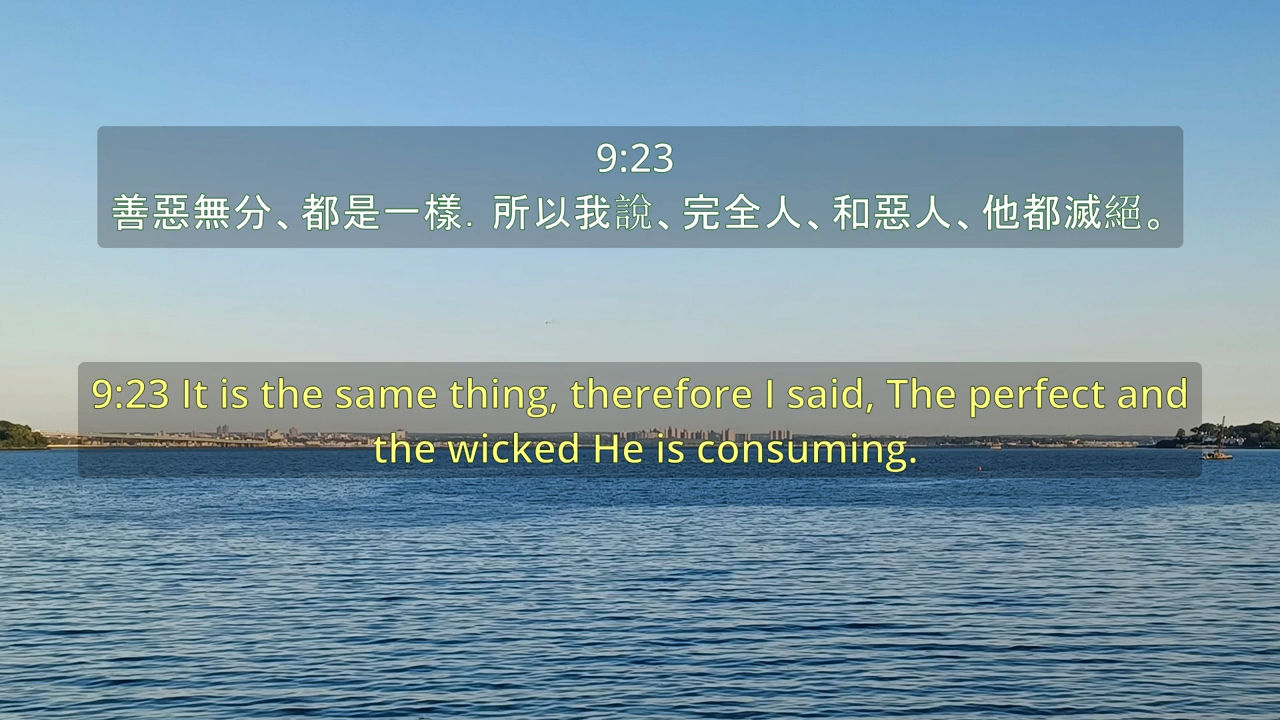 9:23
善惡無分、都是一樣. 所以我說、完全人、和惡人、他都滅絕。
9:23 It is the same thing, therefore I said, The perfect and
the wicked He is consuming.